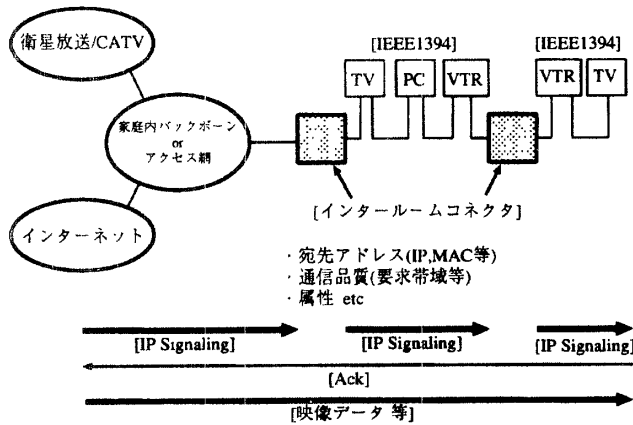 衛星放送/CATV
[IEEE1394]
[IEEE1394]
TV
PC
VTR
VTR
TV
家庭内バックボーン
or
アクセス網
インターネット
[インタールームコネクタ]
・宛先アドレス(IP,MAC等)
・通信品質(要求帯域等)
・属性 etc
[IP Signaling]
[IP Signaling]
[IP Signaling]
[Ack]
[映像データ 等]